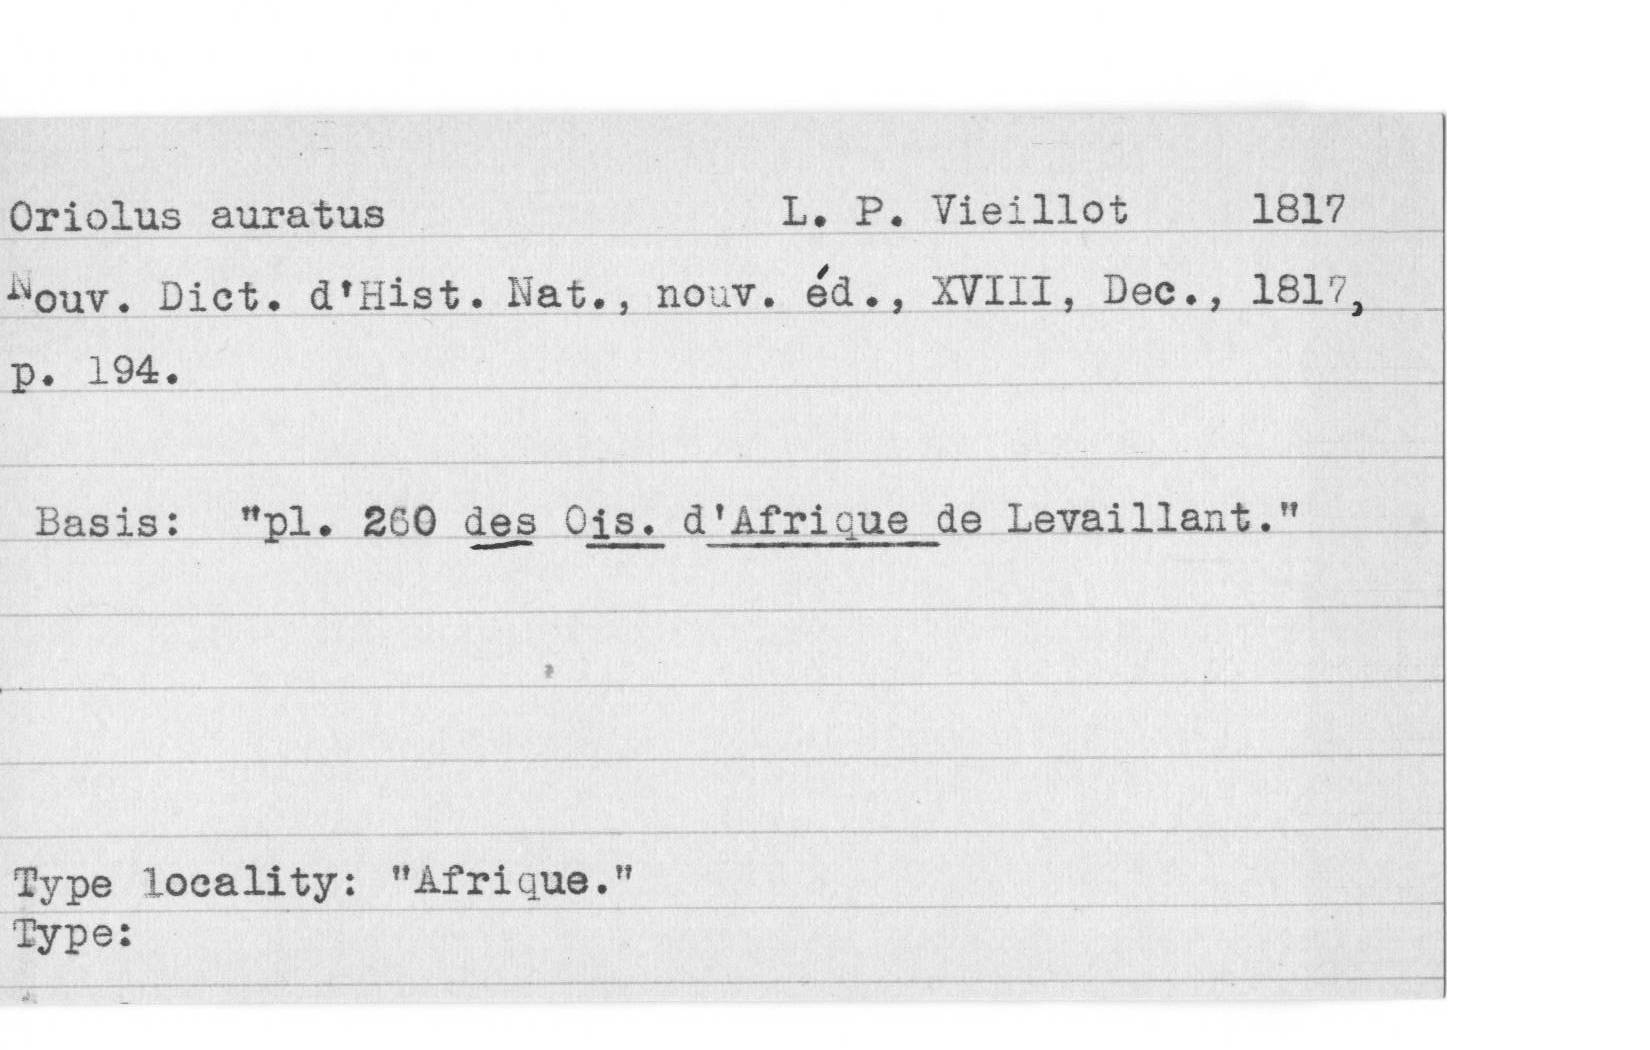 Oriolus auratus L. P. Vieillot 1817
Nouv. Dict. d'Hist. Nat., nouv. éd., XVIII, Dec., 1817,
p. 194.
Basis: "pl. 260 des Ois. d'Afrique de Levaillant."
Type locality: "Afrique."
Type: